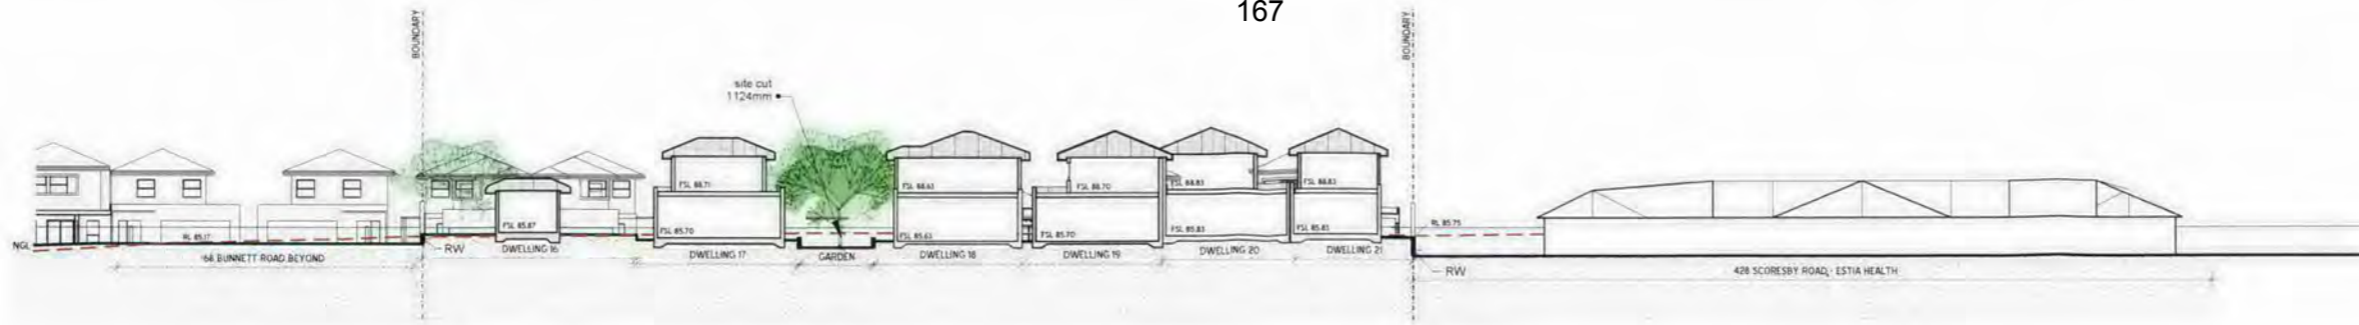 167
BOUNDARY
BOUNDARY
site cut
1124mm
FSL 88.71
FSL 88.63
FSL 88.70
FSL 88.83
FSL 88.83
FSL 85.87
FSL 85.70
FSL 85.63
FSL 85.70
FSL 85.83
FSL 85.83
RL 85.17
RL 85.75
NGL
RW
DWELLING 16
DWELLING 17
GARDEN
DWELLING 18
DWELLING 19
DWELLING 20
DWELLING 21
68 BUNNETT ROAD BEYOND
RW
428 SCORESBY ROAD, - ESTIA HEALTH